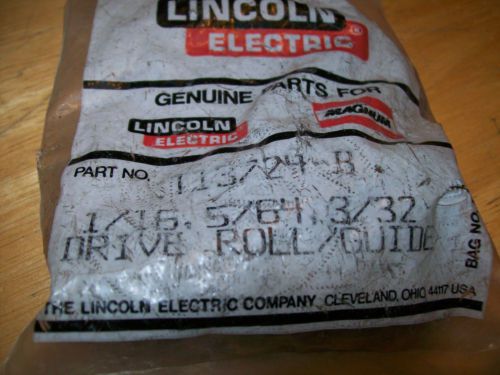 LINCOLN®
ELECTRIC
GENUINE PARTS FOR
LINCOLN
ELECTRIC
MAGNUM
PART NO.
1/16, 5/64, 3/32
DRIVE ROLL/GUIDE
BAG NO.
THE LINCOLN ELECTRIC COMPANY CLEVELAND, OHIO 44117 USA